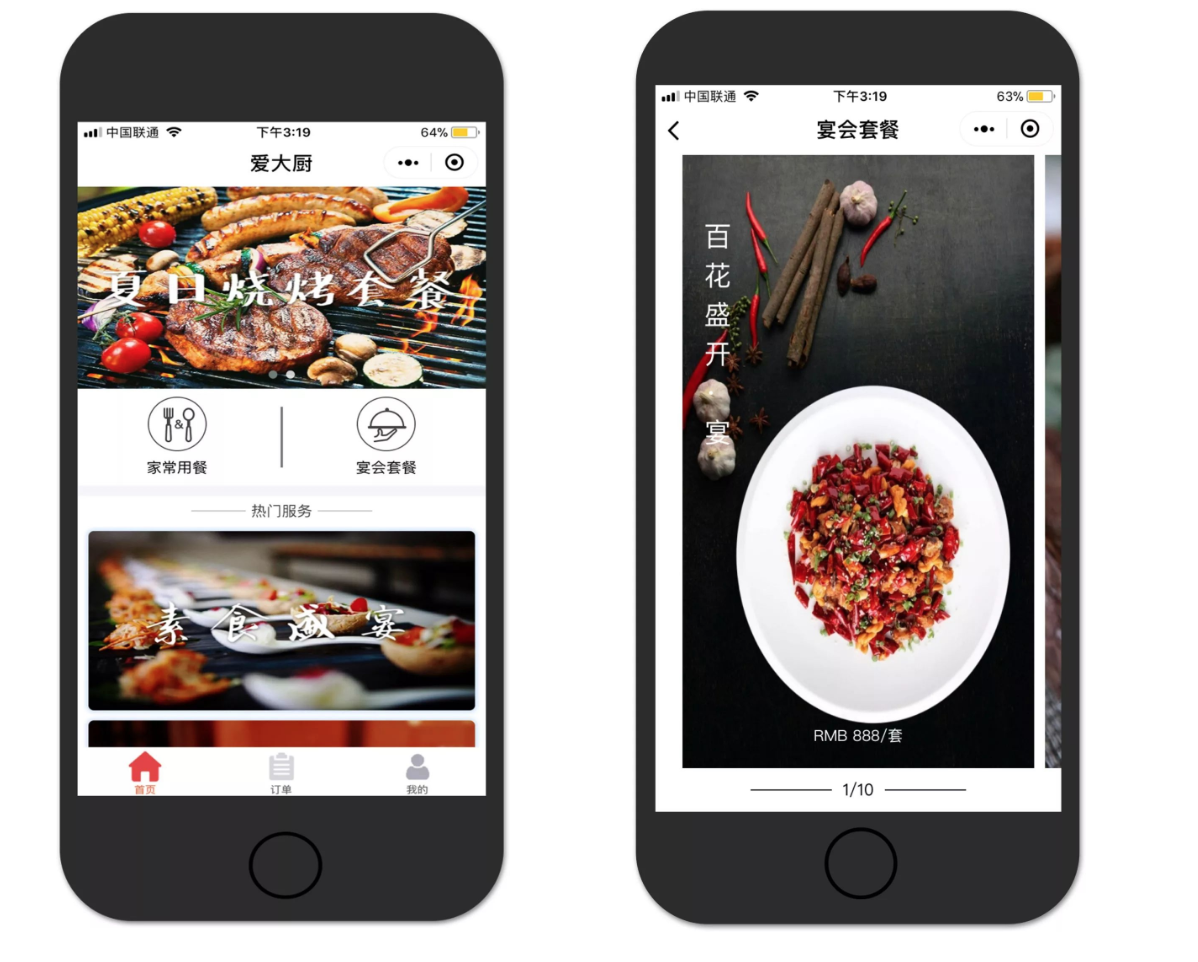 中国联通 下午3:19 64%
爱大厨
夏日烧烤套餐
&
家常用餐 宴会套餐
热门服务
素食盛宴
首页 订单 我的
中国联通 下午3:19 63%
宴会套餐
百花盛开 宴
RMB 888/套
1/10